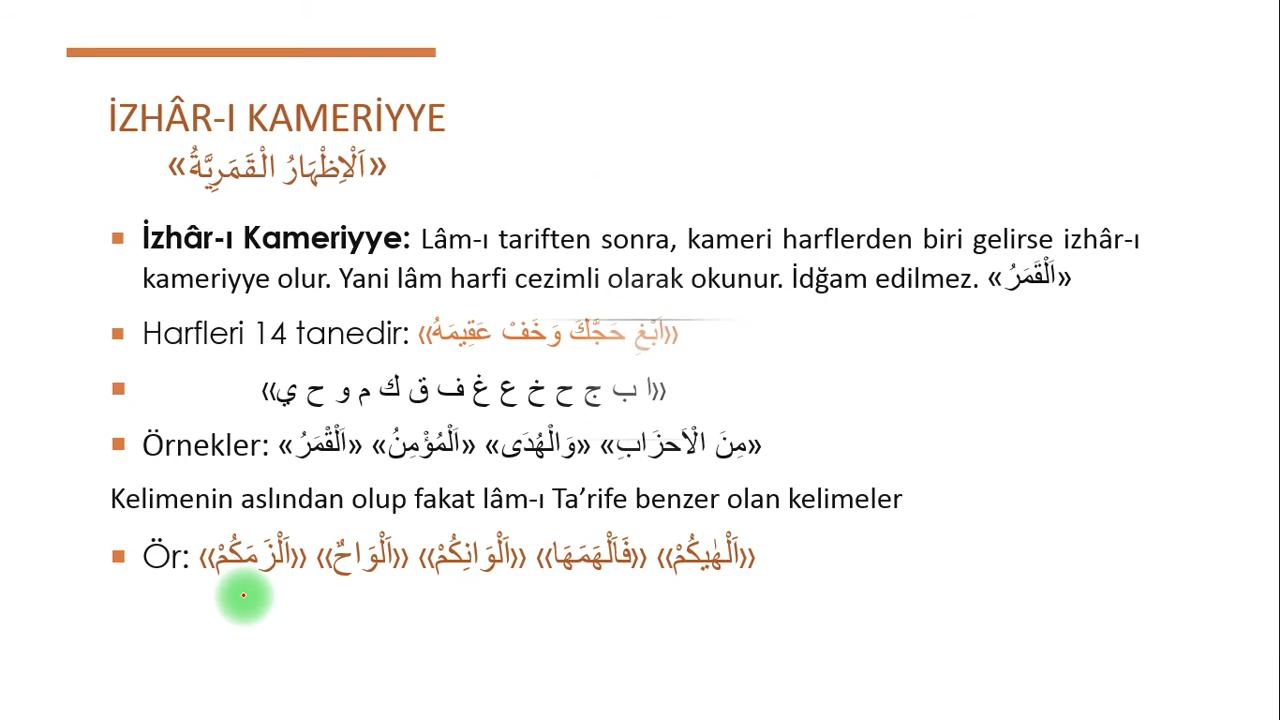 İZHÂR-I KAMERİYYE
«اَلْاِظْهَارُ الْقَمَرِيَّةُ»
İzhâr-ı Kameriyye: Lâm-ı tariften sonra, kameri harflerden biri gelirse izhâr-ı
kameriyye olur. Yani lâm harfi cezimli olarak okunur. İdğam edilmez. «اَلْقَمَرُ»
Harfleri 14 tanedir: «اَبْغِ حَجَّكَ وَخَفْ عَقِيمَهُ»
«ا ب ج ح خ ع غ ف ق ك م و ح ي»
Örnekler: «اَلْقْمَرُ» «اَلْمُؤْمِنُ» «وَالْهُدَى» «مِنَ الْاَحزَابِ»
Kelimenin aslından olup fakat lâm-ı Ta’rife benzer olan kelimeler
Ör: «اَلْزَمَكُمْ» «اَلْوَاحٌ» «اَلْوَانِكُمْ» «فَاَلْهَمَهَا» «اَلْهٰيكُمْ»